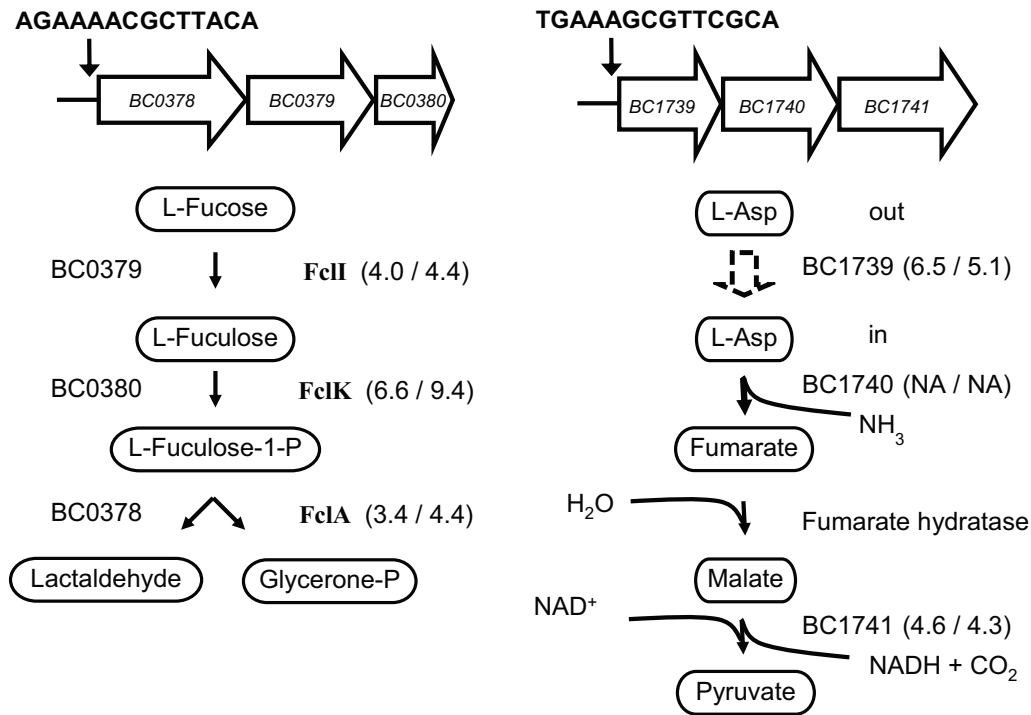 AGAAAACGCTTACA
BC0378 BC0379 BC0380
L-Fucose
BC0379 FclI (4.0 / 4.4)
L-Fuculose
BC0380 FclK (6.6 / 9.4)
L-Fuculose-1-P
BC0378 FclA (3.4 / 4.4)
Lactaldehyde Glycerone-P
TGAAAGCGTTCGCA
BC1739 BC1740 BC1741
L-Asp out
BC1739 (6.5 / 5.1)
L-Asp in
BC1740 (NA / NA)
NH₃
Fumarate
H₂O
Fumarate hydratase
Malate
NAD⁺
BC1741 (4.6 / 4.3)
NADH + CO₂
Pyruvate